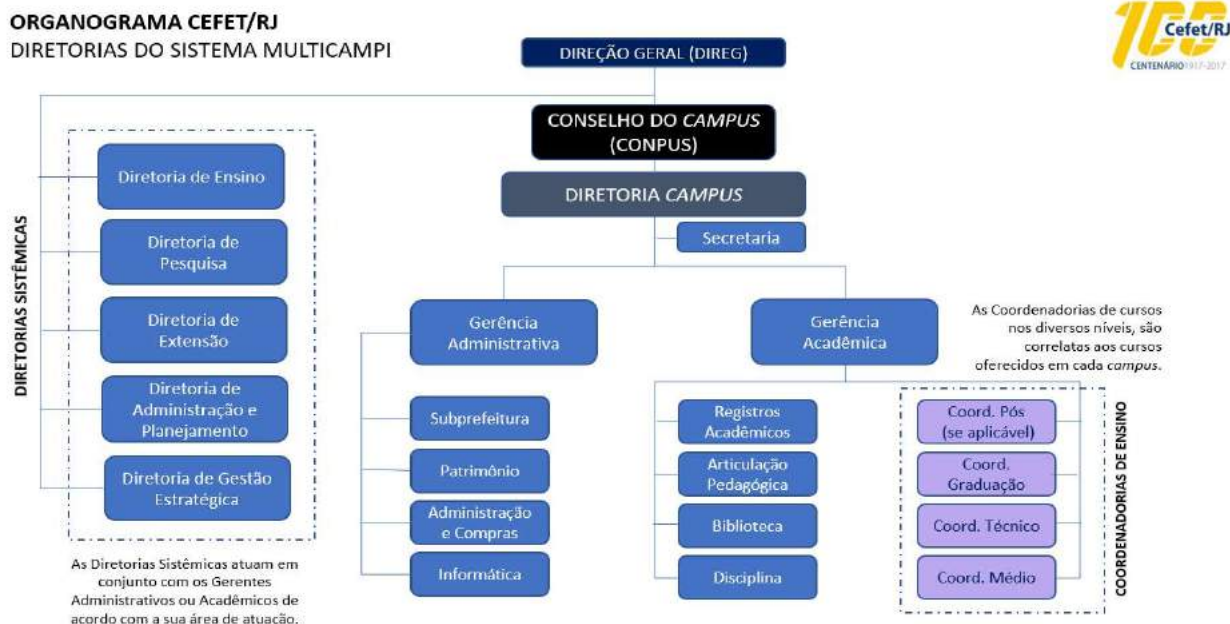 ORGANOGRAMA CEFET/RJ
DIRETORIAS DO SISTEMA MULTICAMPI
100
Cefet/RJ
CENTENÁRIO 1917-2017
DIREÇÃO GERAL (DIREG)
CONSELHO DO CAMPUS
(CONPUS)
DIRETORIA CAMPUS
Secretaria
DIRETORIAS SISTÊMICAS
Diretoria de Ensino
Diretoria de
Pesquisa
Diretoria de
Extensão
Diretoria de
Administração e
Planejamento
Diretoria de Gestão
Estratégica
As Diretorias Sistêmicas atuam em
conjunto com os Gerentes
Administrativos ou Acadêmicos de
acordo com a sua área de atuação.
Gerência
Administrativa
Subprefeitura
Patrimônio
Administração
e Compras
Informática
Gerência
Acadêmica
Registros
Acadêmicos
Articulação
Pedagógica
Biblioteca
Disciplina
As Coordenadorias de cursos
nos diversos níveis, são
correlatas aos cursos
oferecidos em cada campus.
Coord. Pós
(se aplicável)
Coord.
Graduação
Coord. Técnico
Coord. Médio
COORDENADORIAS DE ENSINO